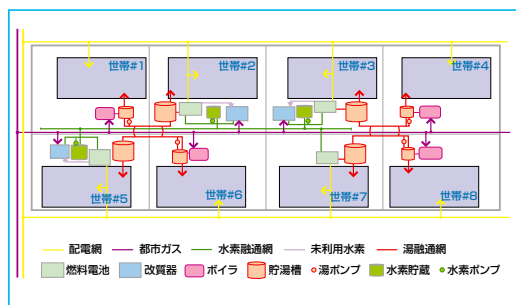 世帯#1 世帯#2 世帯#3 世帯#4
世帯#5 世帯#6 世帯#7 世帯#8
配電網 都市ガス 水素融通網 未利用水素 湯融通網
燃料電池 改質器 ボイラ 貯湯槽 湯ポンプ 水素貯蔵 水素ポンプ